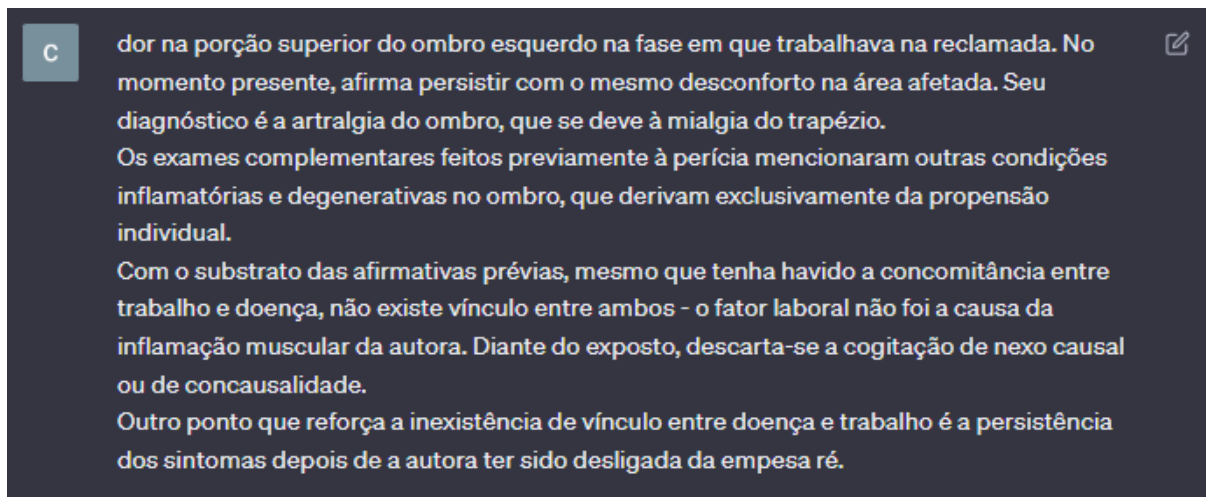 C
dor na porção superior do ombro esquerdo na fase em que trabalhava na reclamada. No
momento presente, afirma persistir com o mesmo desconforto na área afetada. Seu
diagnóstico é a artralgia do ombro, que se deve à mialgia do trapézio.
Os exames complementares feitos previamente à perícia mencionaram outras condições
inflamatórias e degenerativas no ombro, que derivam exclusivamente da propensão
individual.
Com o substrato das afirmativas prévias, mesmo que tenha havido a concomitância entre
trabalho e doença, não existe vínculo entre ambos - o fator laboral não foi a causa da
inflamação muscular da autora. Diante do exposto, descarta-se a cogitação de nexo causal
ou de concausalidade.
Outro ponto que reforça a inexistência de vínculo entre doença e trabalho é a persistência
dos sintomas depois de a autora ter sido desligada da empesa ré.